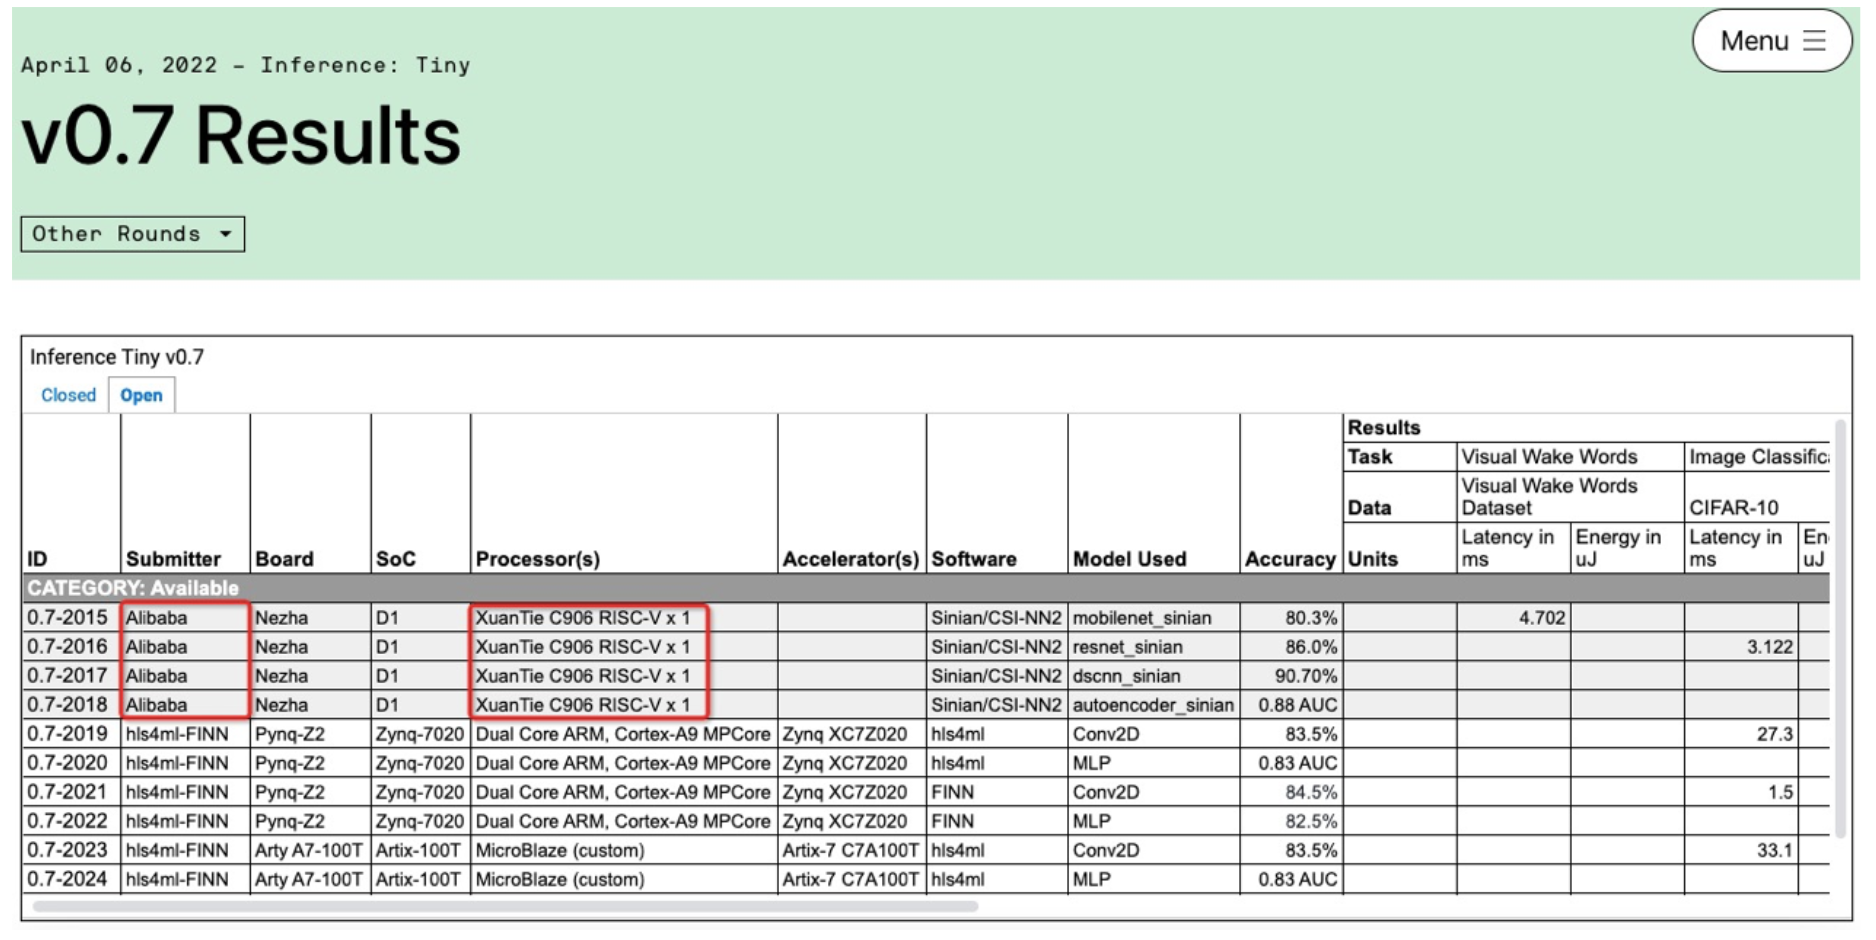 Menu
April 06, 2022 – Inference: Tiny
v0.7 Results
Other Rounds
Inference Tiny v0.7
Closed Open
Results
Task Visual Wake Words Image Classific
Data Visual Wake Words Dataset CIFAR-10
ID Submitter Board SoC Processor(s) Accelerator(s) Software Model Used Accuracy Units Latency in ms Energy in uJ Latency in ms En uJ
CATEGORY: Available
0.7-2015 Alibaba Nezha D1 XuanTie C906 RISC-V x 1 Sinian/CSI-NN2 mobilenet_sinian 80.3% 4.702
0.7-2016 Alibaba Nezha D1 XuanTie C906 RISC-V x 1 Sinian/CSI-NN2 resnet_sinian 86.0% 3.122
0.7-2017 Alibaba Nezha D1 XuanTie C906 RISC-V x 1 Sinian/CSI-NN2 dscnn_sinian 90.70%
0.7-2018 Alibaba Nezha D1 XuanTie C906 RISC-V x 1 Sinian/CSI-NN2 autoencoder_sinian 0.88 AUC
0.7-2019 hls4ml-FINN Pynq-Z2 Zynq-7020 Dual Core ARM, Cortex-A9 MPCore Zynq XC7Z020 hls4ml Conv2D 83.5% 27.3
0.7-2020 hls4ml-FINN Pynq-Z2 Zynq-7020 Dual Core ARM, Cortex-A9 MPCore Zynq XC7Z020 hls4ml MLP 0.83 AUC
0.7-2021 hls4ml-FINN Pynq-Z2 Zynq-7020 Dual Core ARM, Cortex-A9 MPCore Zynq XC7Z020 FINN Conv2D 84.5% 1.5
0.7-2022 hls4ml-FINN Pynq-Z2 Zynq-7020 Dual Core ARM, Cortex-A9 MPCore Zynq XC7Z020 FINN MLP 82.5%
0.7-2023 hls4ml-FINN Arty A7-100T Artix-100T MicroBlaze (custom) Artix-7 C7A100T hls4ml Conv2D 83.5% 33.1
0.7-2024 hls4ml-FINN Arty A7-100T Artix-100T MicroBlaze (custom) Artix-7 C7A100T hls4ml MLP 0.83 AUC